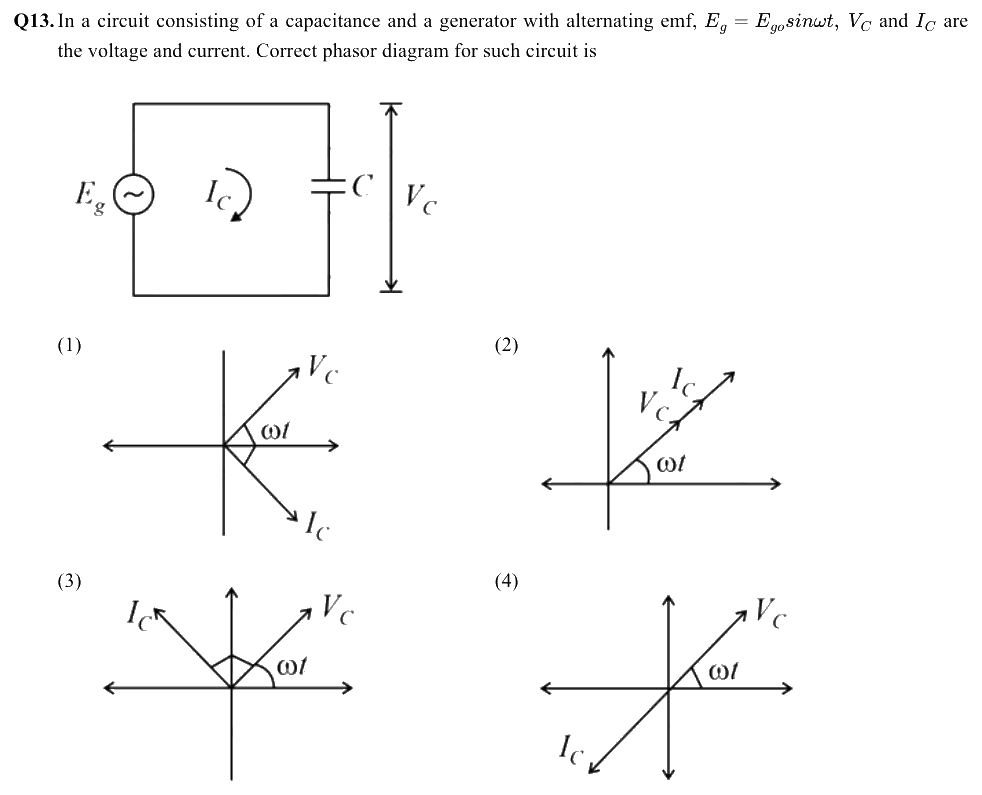 Q13. In a circuit consisting of a capacitance and a generator with alternating emf, E_g = E_{go}sinωt, V_C and I_C are
the voltage and current. Correct phasor diagram for such circuit is
E_g ~ I_C C V_C
(1)
V_C
ωt
I_C
(2)
I_C
V_C
ωt
(3)
I_C V_C
ωt
(4)
V_C
ωt
I_C